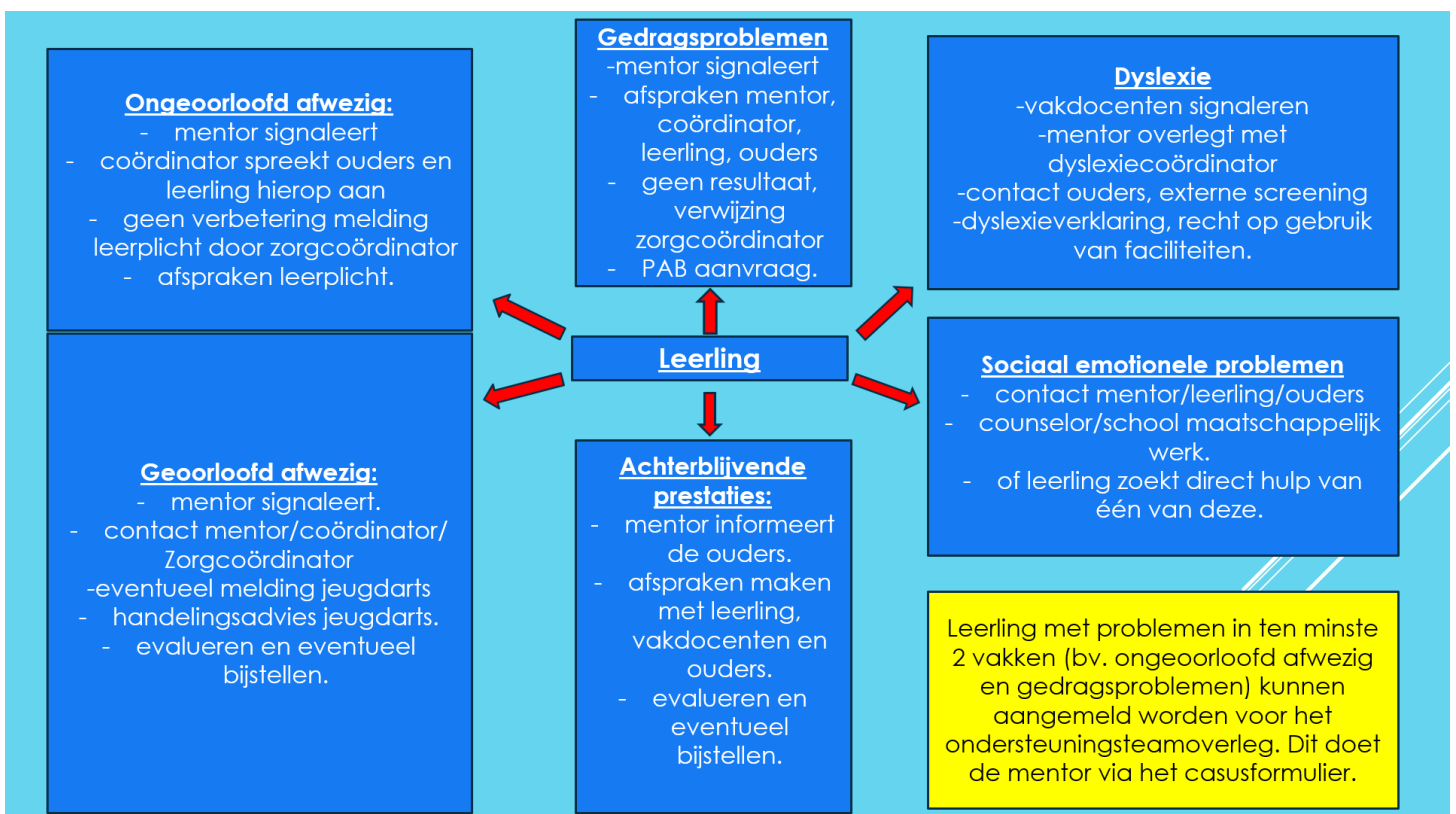 Ongeoorloofd afwezig:
- mentor signaleert
- coördinator spreekt ouders en
leerling hierop aan
- geen verbetering melding
leerplicht door zorgcoördinator
- afspraken leerplicht.
Gedragsproblemen
-mentor signaleert
- afspraken mentor,
coördinator,
leerling, ouders
- geen resultaat,
verwijzing
zorgcoördinator
- PAB aanvraag.
Dyslexie
-vakdocenten signaleren
-mentor overlegt met
dyslexiecoördinator
-contact ouders, externe screening
-dyslexieverklaring, recht op gebruik
van faciliteiten.
Leerling
Geoorloofd afwezig:
- mentor signaleert.
- contact mentor/coördinator/
Zorgcoördinator
-eventueel melding jeugdarts
- handelingsadvies jeugdarts.
- evalueren en eventueel
bijstellen.
Achterblijvende
prestaties:
- mentor informeert
de ouders.
- afspraken maken
met leerling,
vakdocenten en
ouders.
- evalueren en
eventueel
bijstellen.
Sociaal emotionele problemen
- contact mentor/leerling/ouders
- counselor/school maatschappelijk
werk.
- of leerling zoekt direct hulp van
één van deze.
Leerling met problemen in ten minste
2 vakken (bv. ongeoorloofd afwezig
en gedragsproblemen) kunnen
aangemeld worden voor het
ondersteuningsteamoverleg. Dit doet
de mentor via het casusformulier.